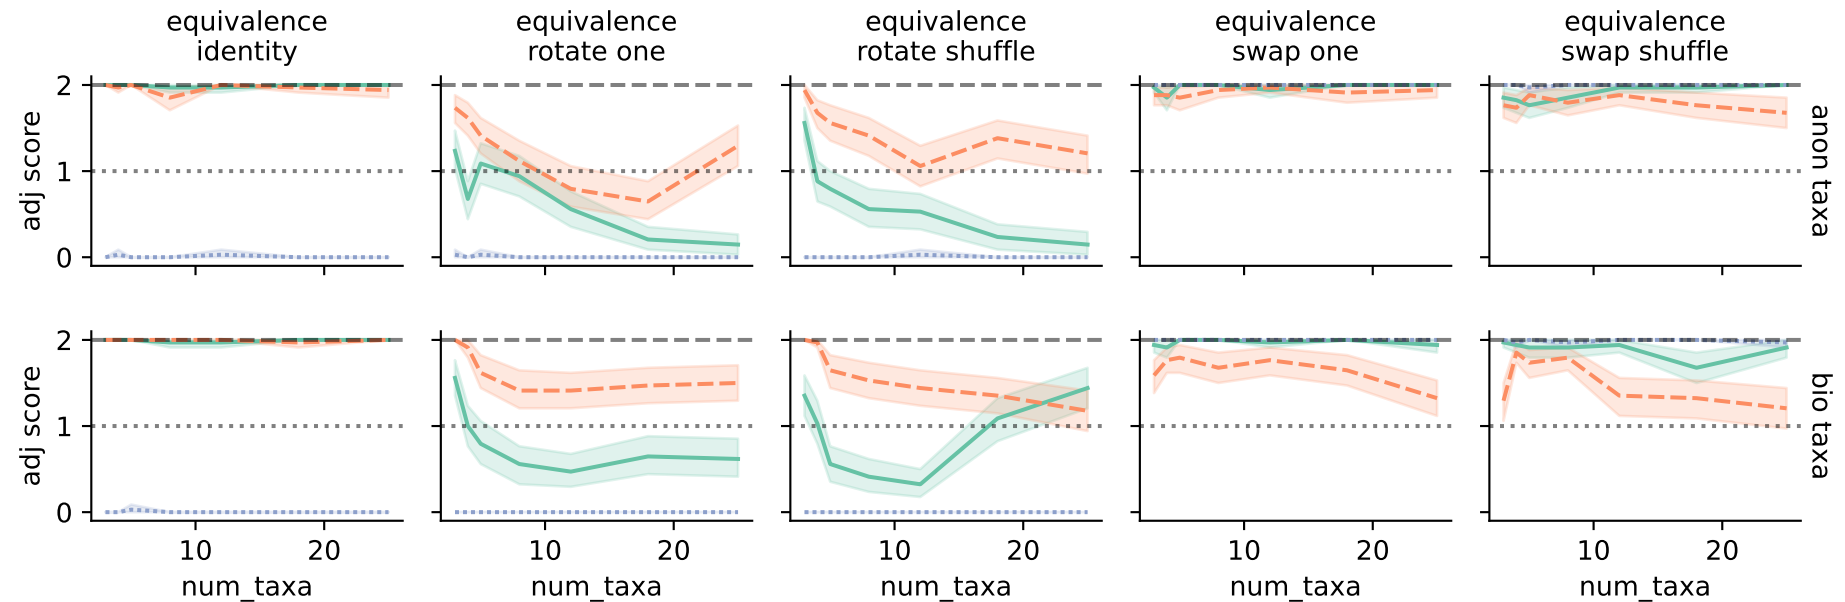 equivalence
identity
equivalence
rotate one
equivalence
rotate shuffle
equivalence
swap one
equivalence
swap shuffle
adj score
2
1
0
10
20
10
20
10
20
10
20
10
20
anon taxa
adj score
2
1
0
bio taxa
num_taxa
num_taxa
num_taxa
num_taxa
num_taxa